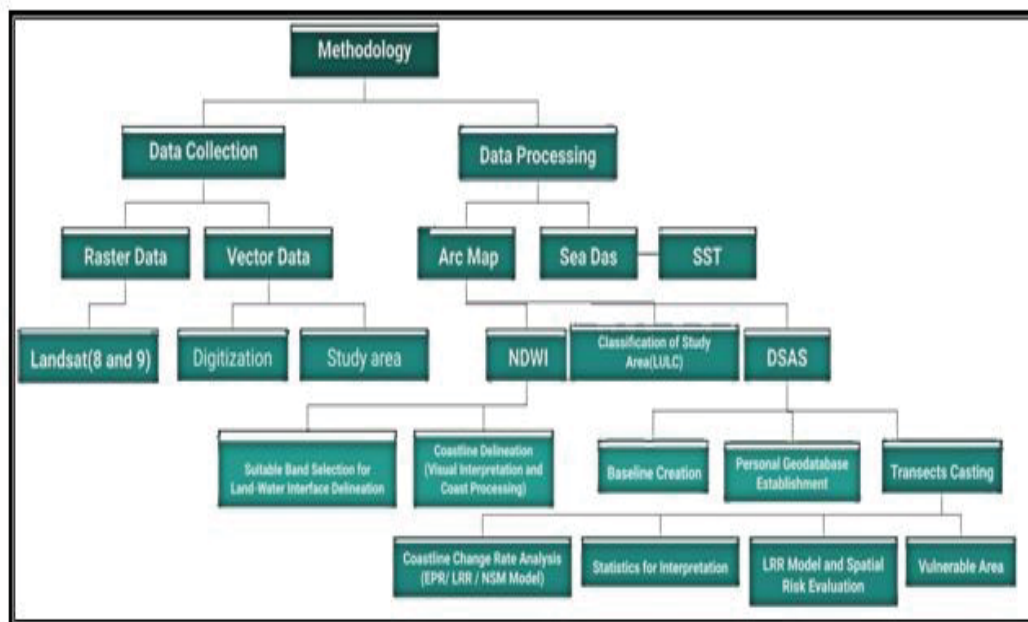 Methodology
Data Collection
Data Processing
Raster Data
Vector Data
Arc Map
Sea Das
SST
Landsat(8 and 9)
Digitization
Study area
NDWI
Classification of Study
Area(LULC)
DSAS
Suitable Band Selection for
Land-Water Interface Delineation
Coastline Delineation
(Visual Interpretation and
Coast Processing)
Baseline Creation
Personal Geodatabase
Establishment
Transects Casting
Coastline Change Rate Analysis
(EPR/ LRR / NSM Model)
Statistics for Interpretation
LRR Model and Spatial
Risk Evaluation
Vulnerable Area